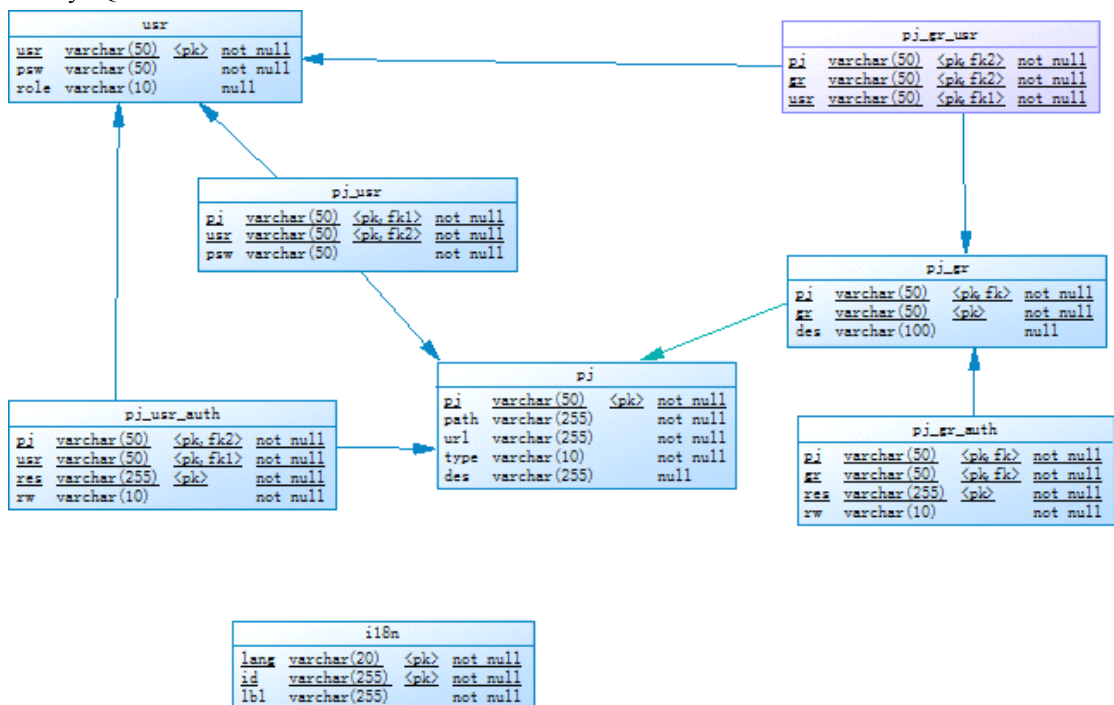 usr
usr varchar(50) <pk> not null
psw varchar(50) not null
role varchar(10) null
pj_gr_usr
pj varchar(50) <pk,fk2> not null
gr varchar(50) <pk,fk2> not null
usr varchar(50) <pk,fk1> not null
pj_usr
pj varchar(50) <pk,fk1> not null
usr varchar(50) <pk,fk2> not null
psw varchar(50) not null
pj_gr
pj varchar(50) <pk,fk> not null
gr varchar(50) <pk> not null
des varchar(100) null
pj
pj varchar(50) <pk> not null
path varchar(255) not null
url varchar(255) not null
type varchar(10) not null
des varchar(255) null
pj_usr_auth
pj varchar(50) <pk,fk2> not null
usr varchar(50) <pk,fk1> not null
res varchar(255) <pk> not null
rw varchar(10) not null
pj_gr_auth
pj varchar(50) <pk,fk> not null
gr varchar(50) <pk,fk> not null
res varchar(255) <pk> not null
rw varchar(10) not null
i18n
lang varchar(20) <pk> not null
id varchar(255) <pk> not null
lbl varchar(255) not null